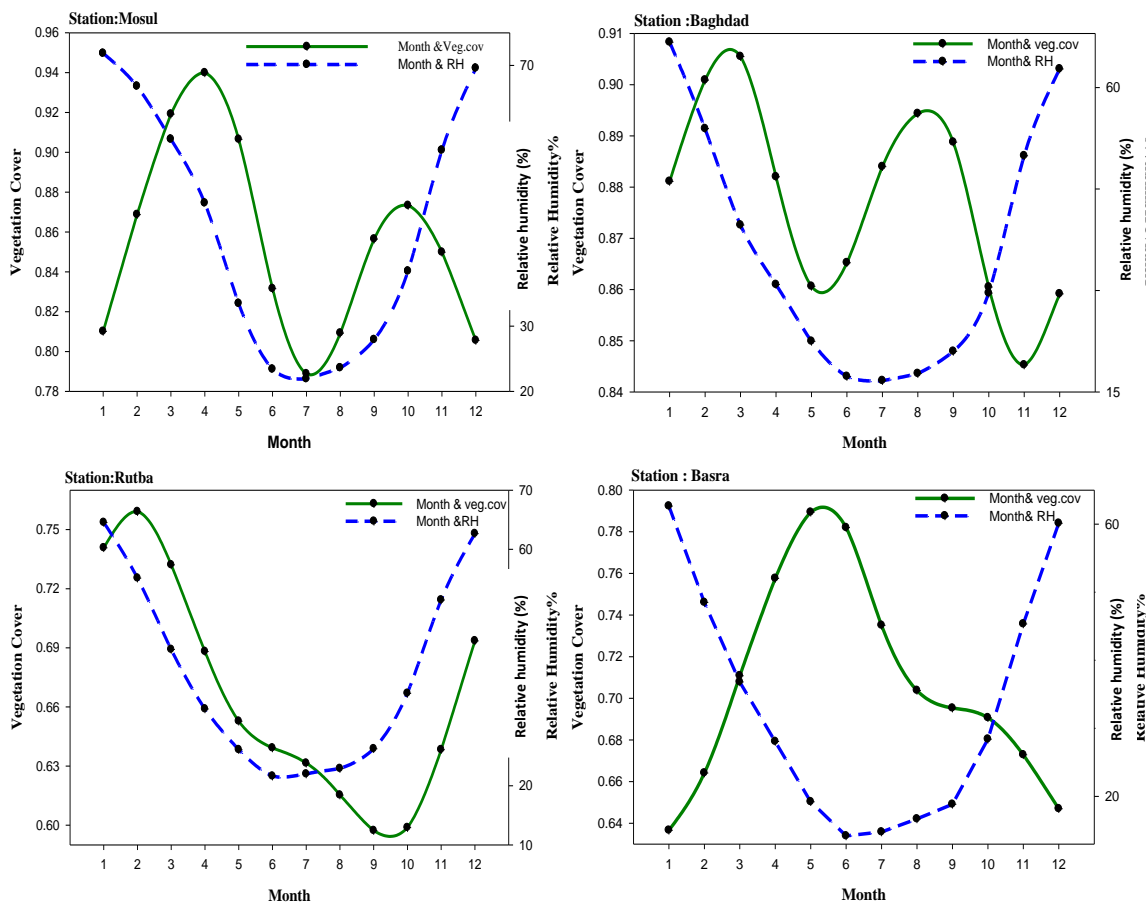 Station:Mosul
0.96
0.94
0.92
0.90
0.88
0.86
0.84
0.82
0.80
0.78
Vegetation Cover
Month &Veg.cov
Month & RH
70
30
20
Relative humidity (%)
Relative Humidity%
1 2 3 4 5 6 7 8 9 10 11 12
Month
Station :Baghdad
0.91
0.90
0.89
0.88
0.87
0.86
0.85
0.84
Vegetation Cover
Month& veg.cov
Month& RH
60
15
Relative humidity (%)
1 2 3 4 5 6 7 8 9 10 11 12
Month
Station:Rutba
0.75
0.72
0.69
0.66
0.63
0.60
Vegetation Cover
Month & veg.cov
Month &RH
70
60
20
10
Relative humidity (%)
Relative Humidity%
1 2 3 4 5 6 7 8 9 10 11 12
Month
Station : Basra
0.80
0.78
0.76
0.74
0.72
0.70
0.68
0.66
0.64
Vegetation Cover
Month& veg.cov
Month& RH
60
20
Relative humidity (%)
Relative Humidity%
1 2 3 4 5 6 7 8 9 10 11 12
Month